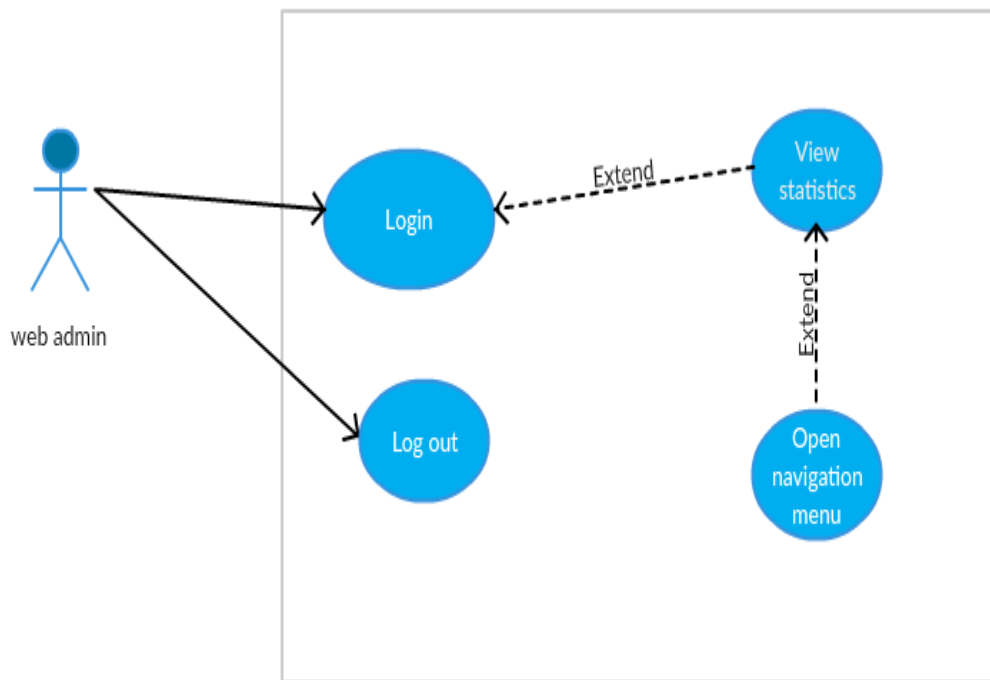 View
statistics
Extend
Login
Extend
web admin
Log out
Open
navigation
menu